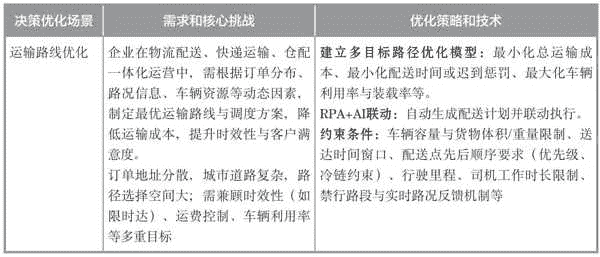 决策优化场景
需求和核心挑战
优化策略和技术
运输路线优化
企业在物流配送、快递运输、仓配
一体化运营中，需根据订单分布、
路况信息、车辆资源等动态因素，
制定最优运输路线与调度方案，降
低运输成本，提升时效性与客户满
意度。
订单地址分散，城市道路复杂，路
径选择空间大；需兼顾时效性（如
限时达）、运费控制、车辆利用率
等多重目标
建立多目标路径优化模型：最小化总运输成
本、最小化配送时间或迟到惩罚、最大化车辆
利用率与装载率等。
RPA+AI联动：自动生成配送计划并联动执行。
约束条件：车辆容量与货物体积/重量限制、送
达时间窗口、配送点先后顺序要求（优先级、
冷链约束）、行驶里程、司机工作时长限制、
禁行路段与实时路况反馈机制等